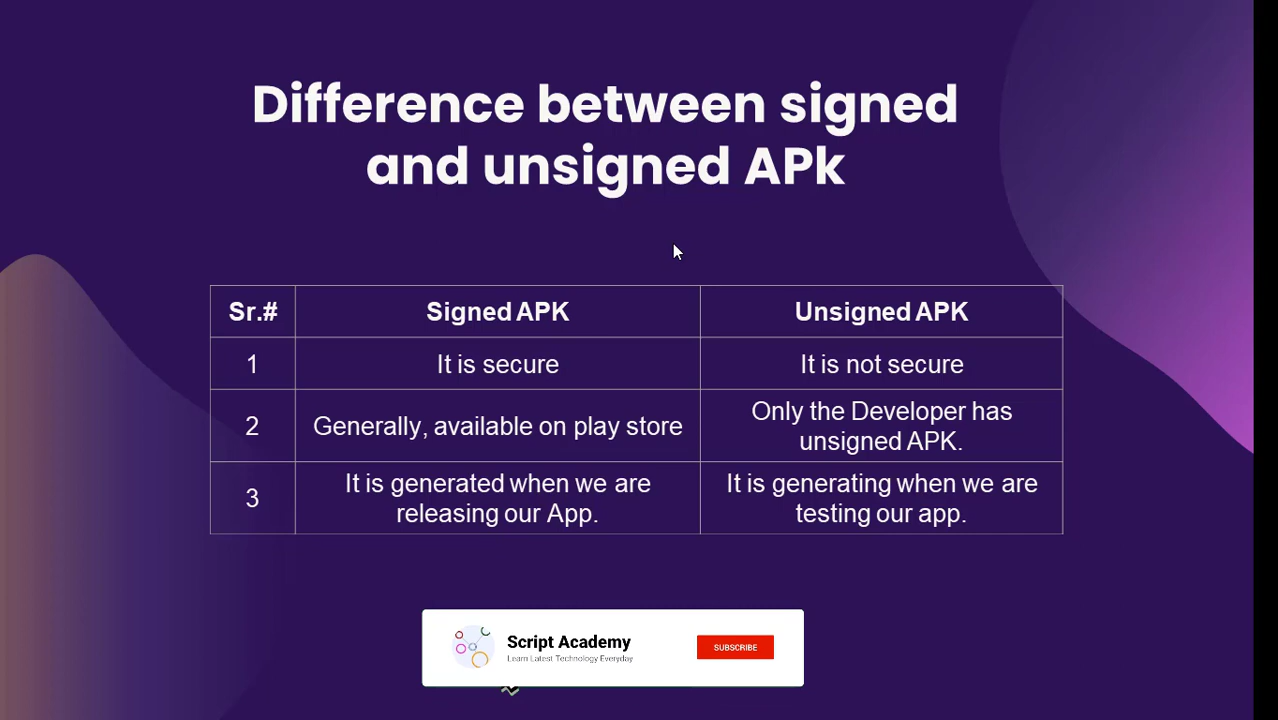 Difference between signed
and unsigned APk
Sr.# Signed APK Unsigned APK
1 It is secure It is not secure
2 Generally, available on play store Only the Developer has
unsigned APK.
3 It is generated when we are It is generating when we are
releasing our App. testing our app.
Script Academy
Learn Latest Technology Everyday
SUBSCRIBE